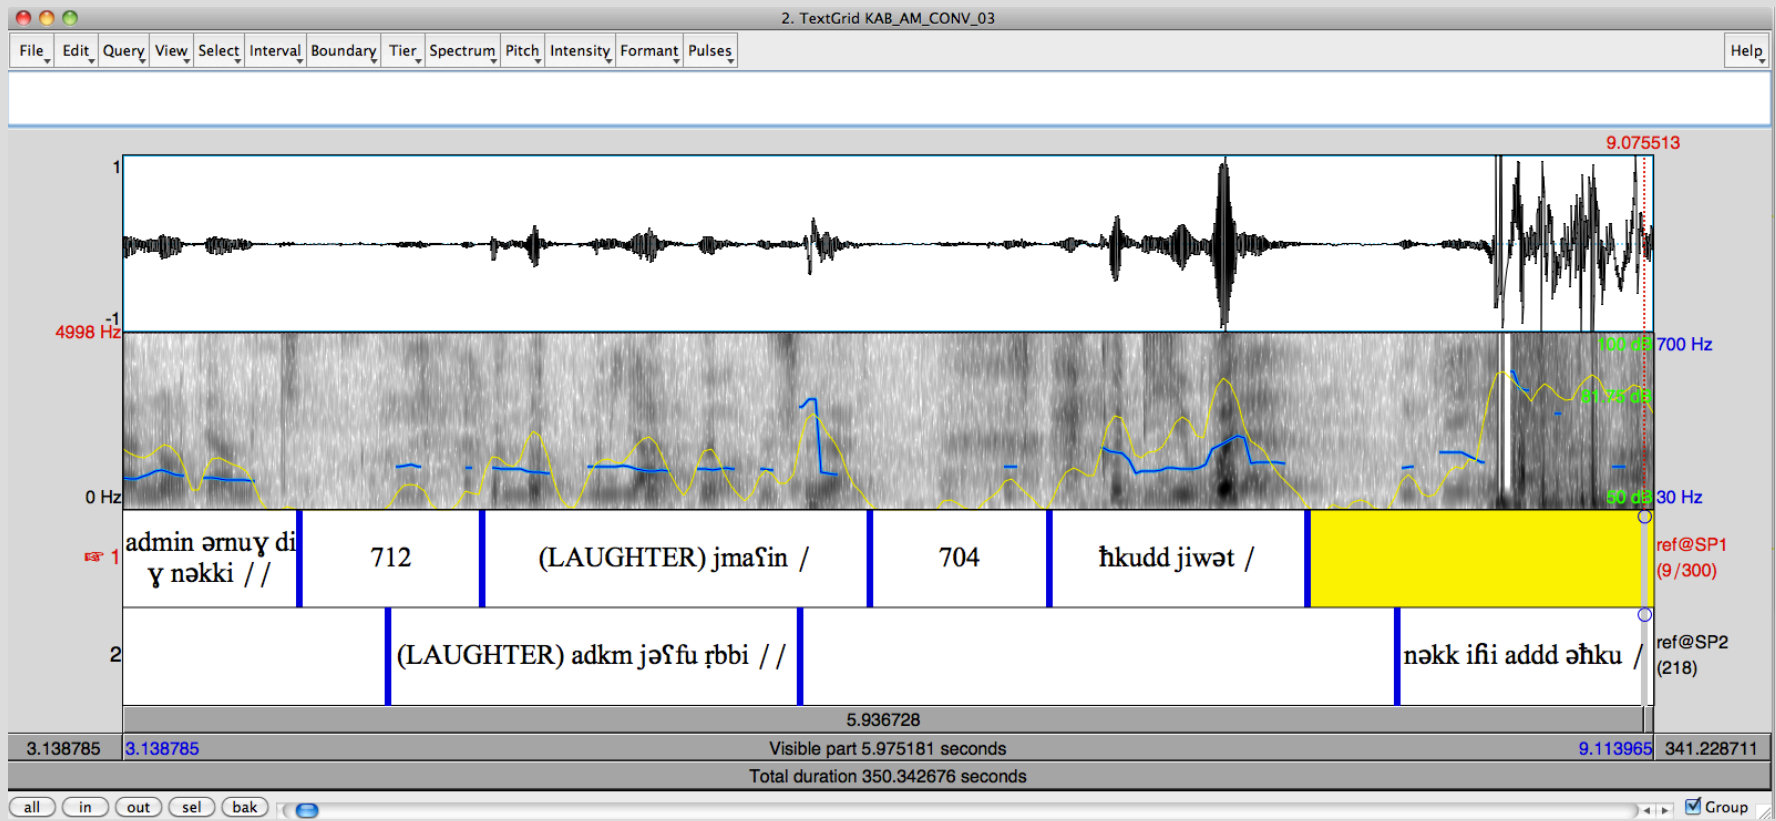 2. TextGrid KAB_AM_CONV_03
File Edit Query View Select Interval Boundary Tier Spectrum Pitch Intensity Formant Pulses Help
9.075513
1
-1
4998 Hz
100 dB 700 Hz
81.75 dB
0 Hz
50 dB 30 Hz
admin ərnuɣ di
ɣ nəkki //
712
(LAUGHTER) jmaʕin /
704
ħkudd jiwət /
1
ref@SP1
(9/300)
(LAUGHTER) adkm jəʕfu ṛbbi //
nəkk iɦi addd əħku /
2
ref@SP2
(218)
5.936728
3.138785 3.138785 Visible part 5.975181 seconds 9.113965 341.228711
Total duration 350.342676 seconds
all in out sel bak Group